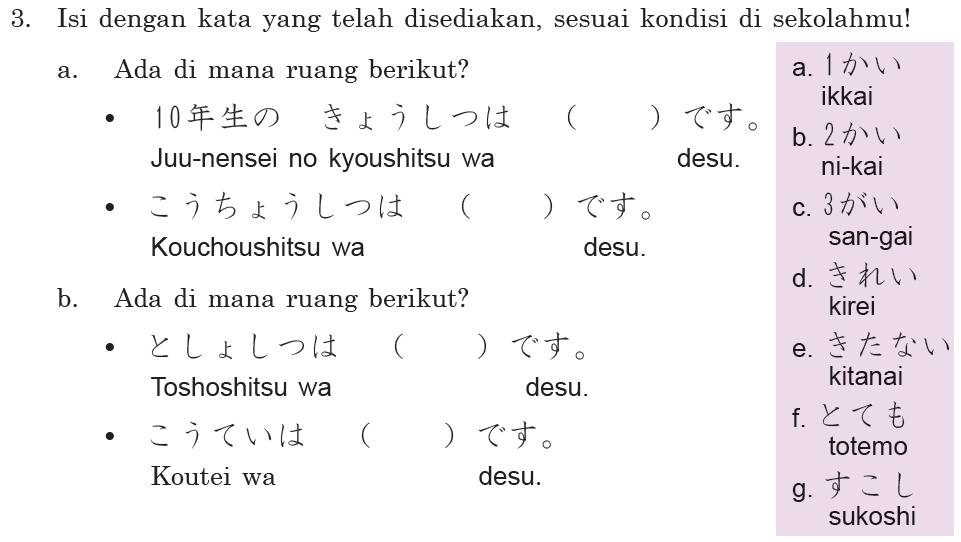 3. Isi dengan kata yang telah disediakan, sesuai kondisi di sekolahmu!
a. Ada di mana ruang berikut?
• 10年生の きょうしつは ( ) です。
Juu-nensei no kyoushitsu wa desu.
• こうちょうしつは ( ) です。
Kouchoushitsu wa desu.
b. Ada di mana ruang berikut?
• としょしつは ( ) です。
Toshoshitsu wa desu.
• こうていは ( ) です。
Koutei wa desu.
a. 1かい
ikkai
b. 2かい
ni-kai
c. 3がい
san-gai
d. きれい
kirei
e. きたない
kitanai
f. とても
totemo
g. すこし
sukoshi